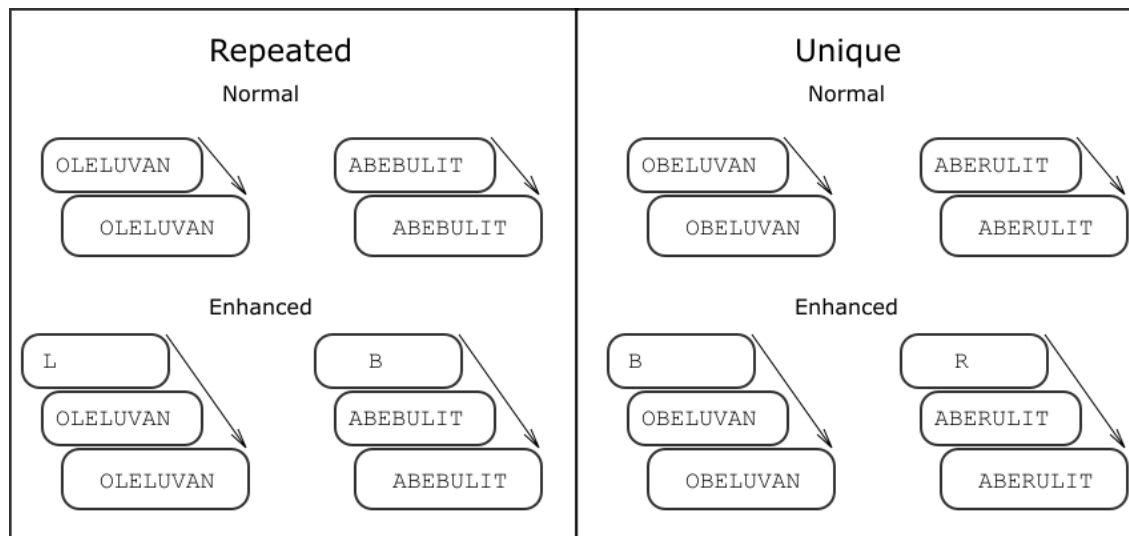 Repeated
Normal
OLELUVAN ABEBULIT
OLELUVAN ABEBULIT
Enhanced
L B
OLELUVAN ABEBULIT
OLELUVAN ABEBULIT
Unique
Normal
OBELUVAN ABERULIT
OBELUVAN ABERULIT
Enhanced
B R
OBELUVAN ABERULIT
OBELUVAN ABERULIT